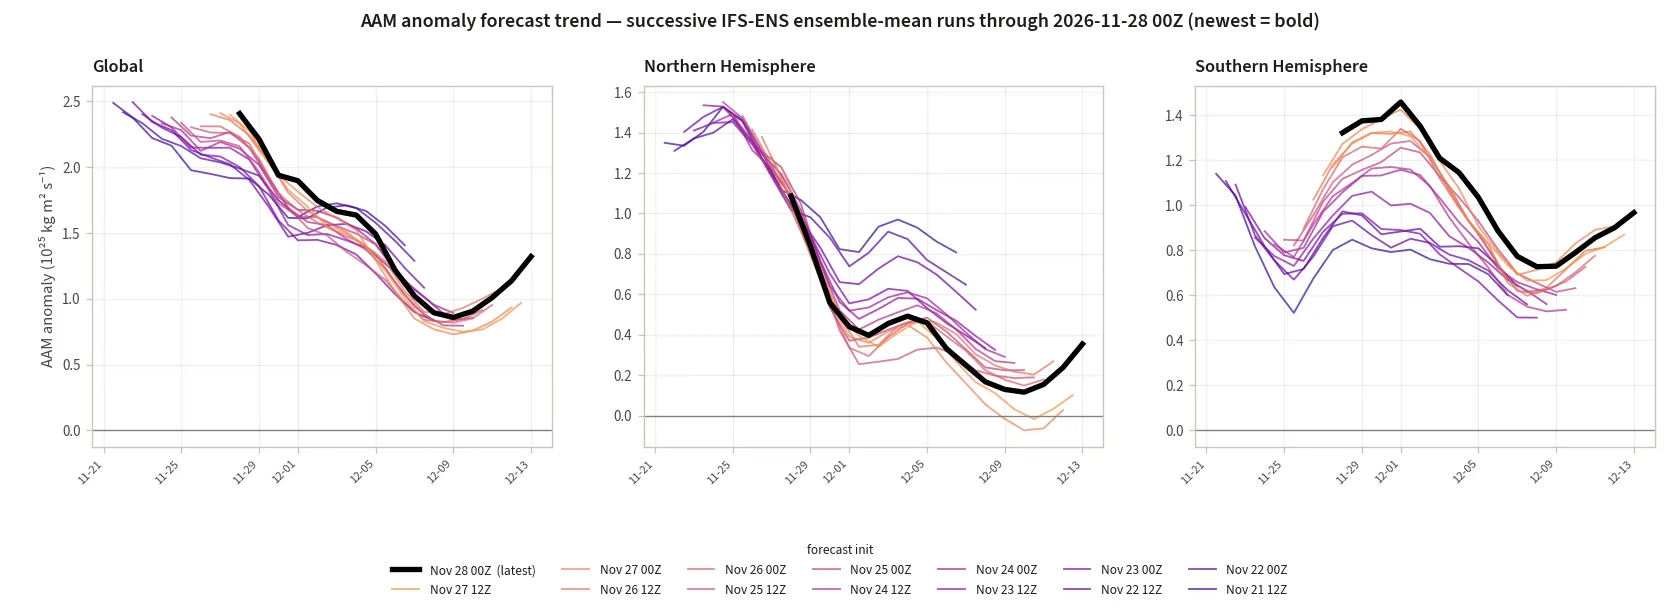 AAM anomaly forecast trend — successive IFS-ENS ensemble-mean runs through 2026-11-28 00Z (newest = bold)
Global
Northern Hemisphere
Southern Hemisphere
AAM anomaly (10²⁵ kg m² s⁻¹)
2.5
2.0
1.5
1.0
0.5
0.0
11-21
11-25
11-29
12-01
12-05
12-09
12-13
1.6
1.4
1.2
1.0
0.8
0.6
0.4
0.2
0.0
11-21
11-25
11-29
12-01
12-05
12-09
12-13
1.4
1.2
1.0
0.8
0.6
0.4
0.2
0.0
11-21
11-25
11-29
12-01
12-05
12-09
12-13
forecast init
Nov 28 00Z (latest)
Nov 27 12Z
Nov 27 00Z
Nov 26 12Z
Nov 26 00Z
Nov 25 12Z
Nov 25 00Z
Nov 24 12Z
Nov 24 00Z
Nov 23 12Z
Nov 23 00Z
Nov 22 12Z
Nov 22 00Z
Nov 21 12Z